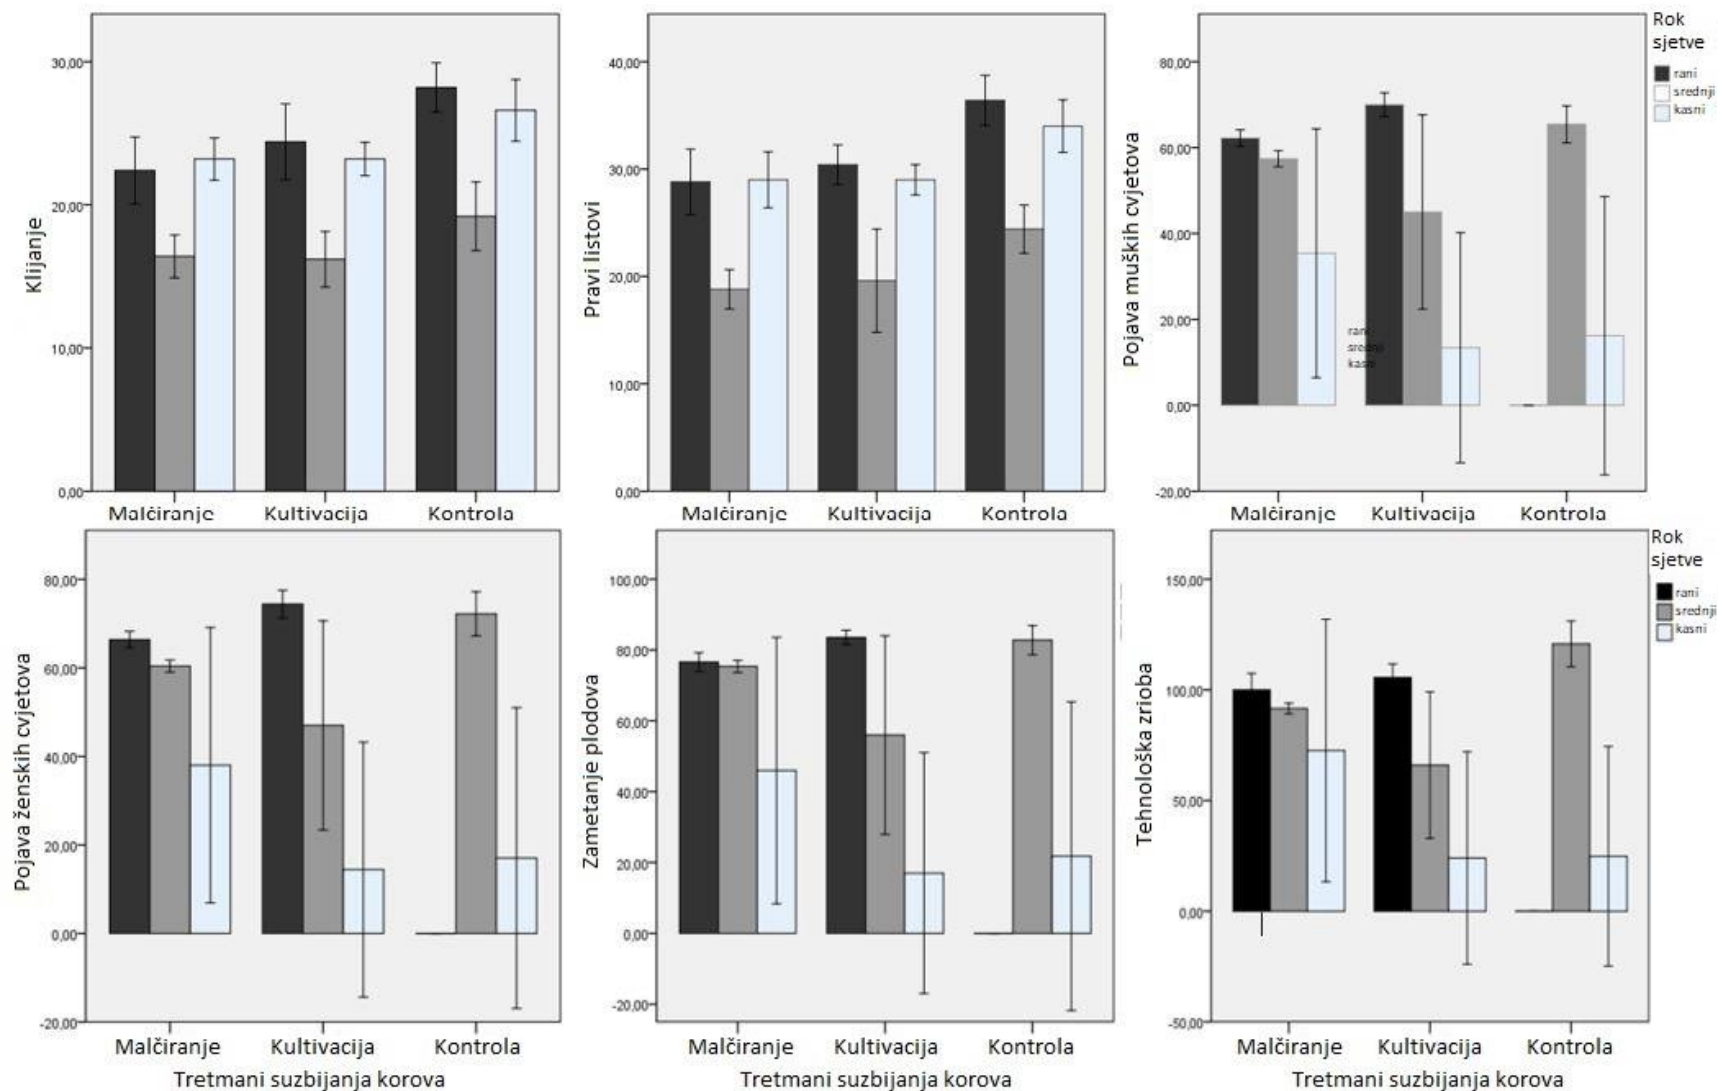 Klijanje
30,00
20,00
10,00
0,00
Malčiranje Kultivacija Kontrola
Pravi listovi
40,00
30,00
20,00
10,00
0,00
Malčiranje Kultivacija Kontrola
Pojava muških cvjetova
80,00
60,00
40,00
20,00
0,00
-20,00
rani
srednji
kasni
Malčiranje Kultivacija Kontrola
Rok
sjetve
rani
srednji
kasni
Pojava ženskih cvjetova
80,00
60,00
40,00
20,00
0,00
-20,00
Malčiranje Kultivacija Kontrola
Tretmani suzbijanja korova
Zametanje plodova
100,00
80,00
60,00
40,00
20,00
0,00
-20,00
Malčiranje Kultivacija Kontrola
Tretmani suzbijanja korova
Tehnološka zrioba
150,00
100,00
50,00
0,00
-50,00
Malčiranje Kultivacija Kontrola
Tretmani suzbijanja korova
Rok
sjetve
rani
srednji
kasni